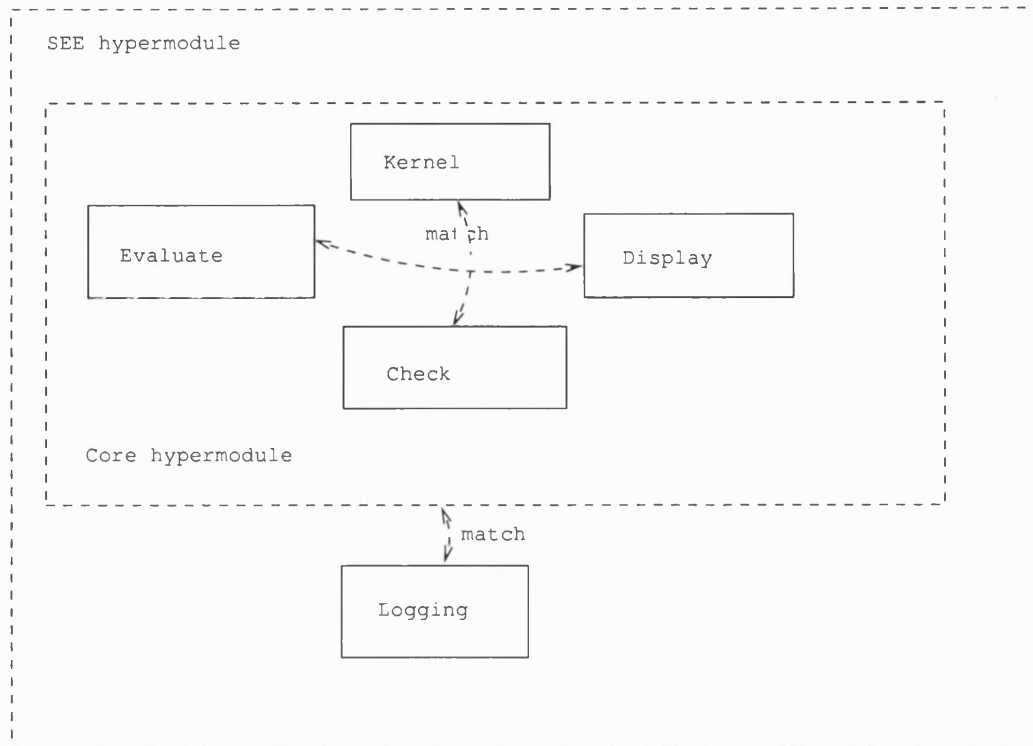 SEE hypermodule
Kernel
match
Evaluate
Display
Check
Core hypermodule
match
Logging